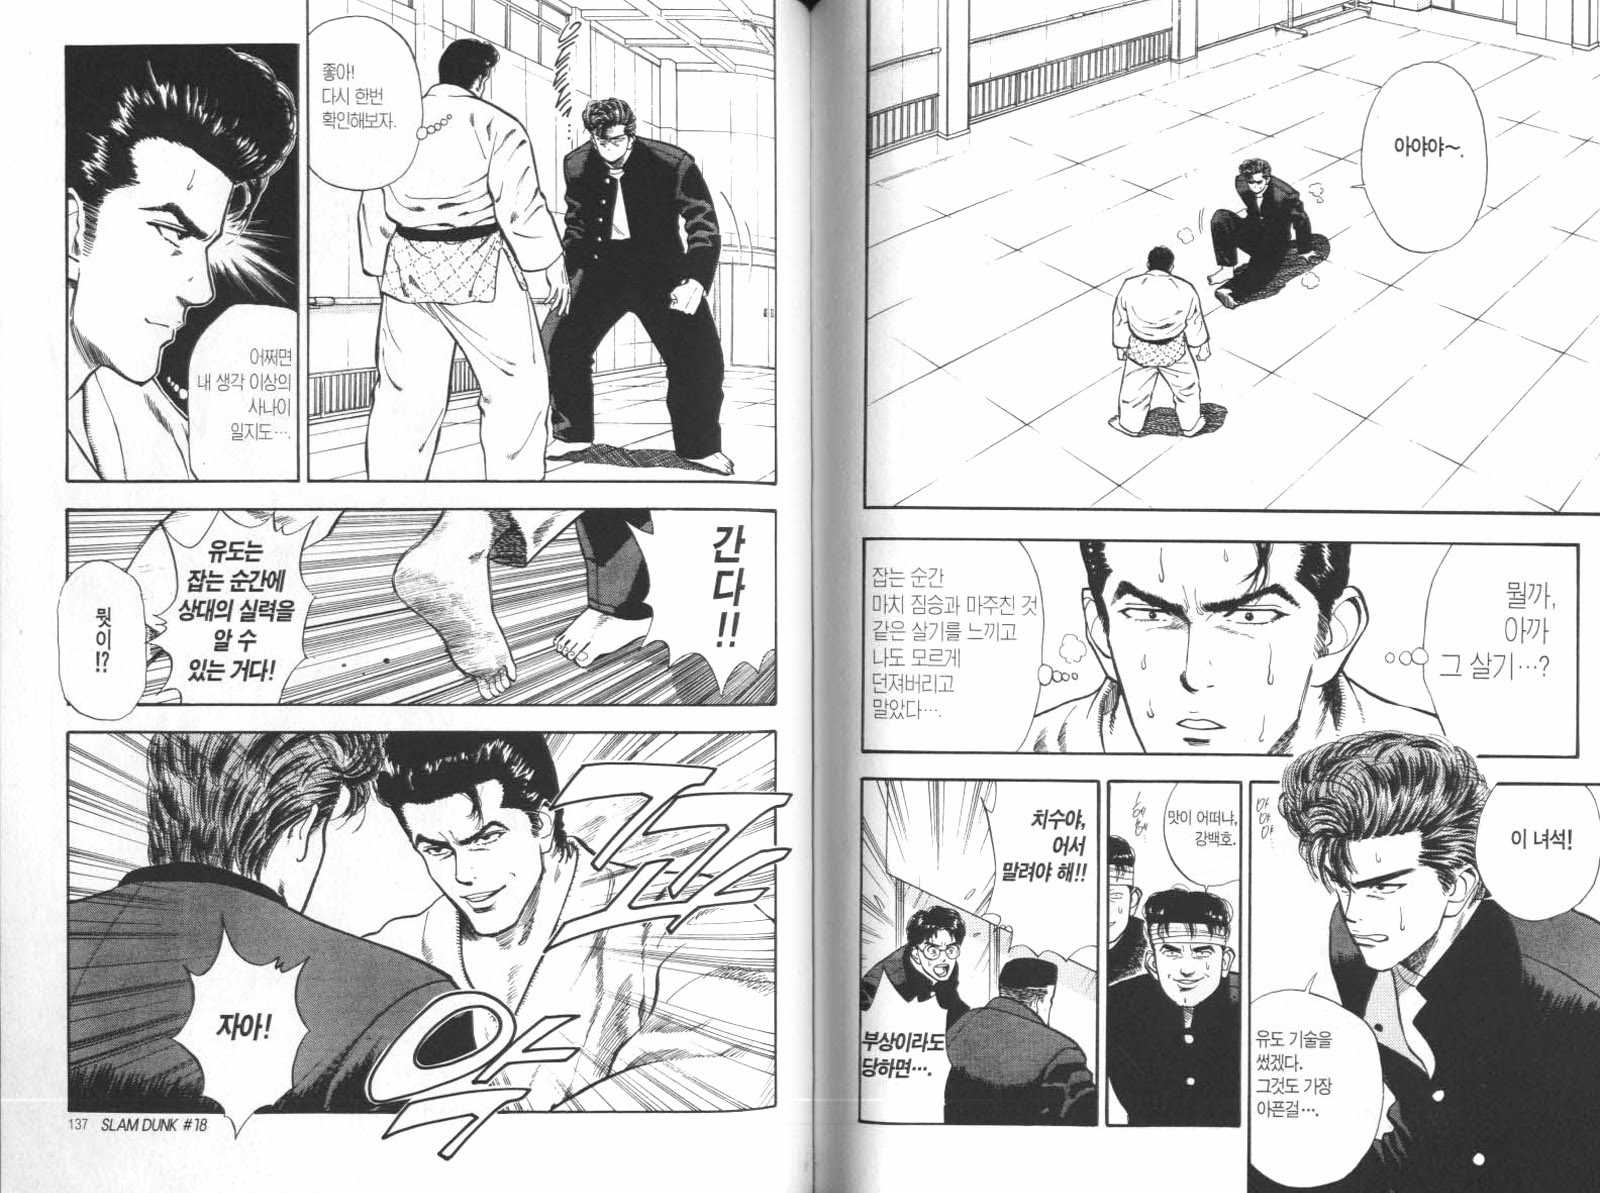 아야야~.
뭘까,
아까
그 살기…?
잡는 순간
마치 짐승과 마주친 것
같은 살기를 느끼고
나도 모르게
던져버리고
말았다….
이 녀석!
유도 기술을
썼겠다.
그것도 가장
아픈걸….
맛이 어떠냐,
강백호.
치수야,
어서
말려야 해!!
부상이라도
당하면….
좋아!
다시 한번
확인해보자.
어쩌면
내 생각 이상의
사나이
일지도….
간다!!
유도는
잡는 순간에
상대의 실력을
알 수
있는 거다!
뭣이!?
자아!
137 SLAM DUNK #18